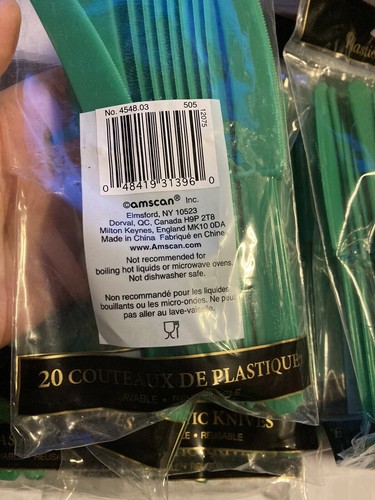 No. 4548.03 505
12075
0 48419 31396 0
©amscan® Inc.
Elmsford, NY 10523
Dorval, QC, Canada H9P 2T8
Milton Keynes, England MK10 0DA
Made in China Fabriqué en Chine
www.Amscan.com
Not recommended for
boiling hot liquids or microwave ovens.
Not dishwasher safe.
Non recommandé pour les liquides
bouillants ou les micro-ondes. Ne
pas aller au lave-vaisselle.
20 COUTEAUX DE PLASTIQUE
LAVABLE •
KNIVES